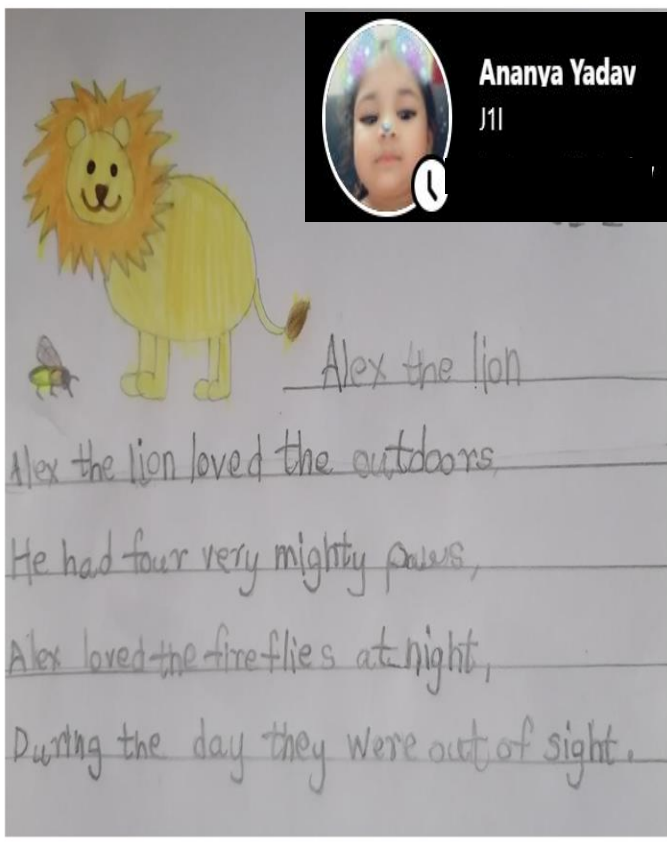 Ananya Yadav
J1I
Alex the lion
Alex the lion loved the outdoors,
He had four very mighty paws,
Alex loved the fireflies at night,
During the day they were out of sight.